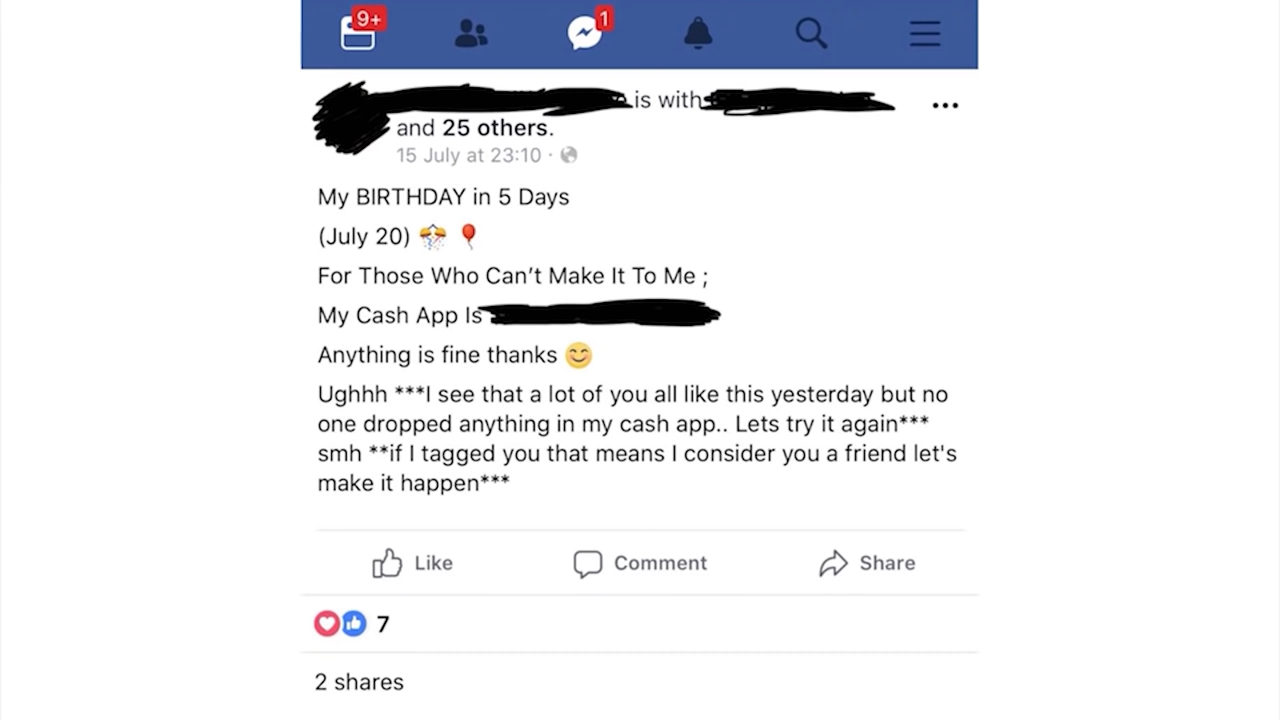 9+
1
is with
and 25 others.
15 July at 23:10 ·
My BIRTHDAY in 5 Days
(July 20) 🎊 🎈
For Those Who Can't Make It To Me ;
My Cash App Is
Anything is fine thanks 😊
Ughhh ***I see that a lot of you all like this yesterday but no
one dropped anything in my cash app.. Lets try it again***
smh **if I tagged you that means I consider you a friend let's
make it happen***
Like Comment Share
7
2 shares